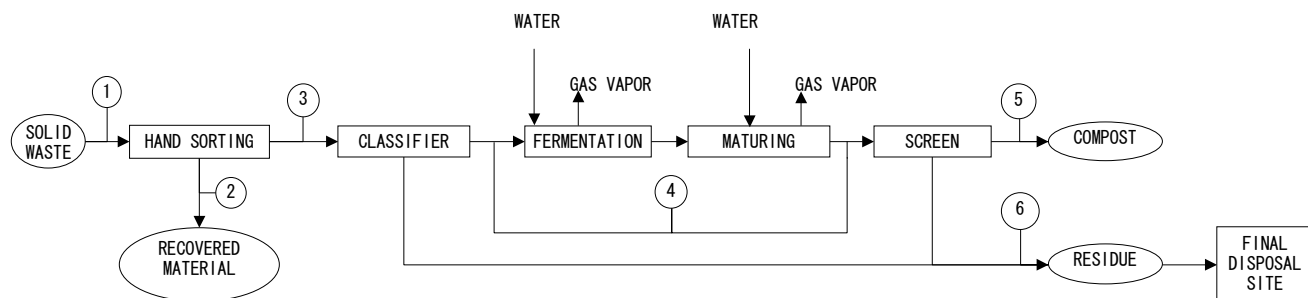 WATER
WATER
GAS VAPOR
GAS VAPOR
1
3
5
SOLID
WASTE
HAND SORTING
CLASSIFIER
FERMENTATION
MATURING
SCREEN
COMPOST
2
4
6
RECOVERED
MATERIAL
RESIDUE
FINAL
DISPOSAL
SITE